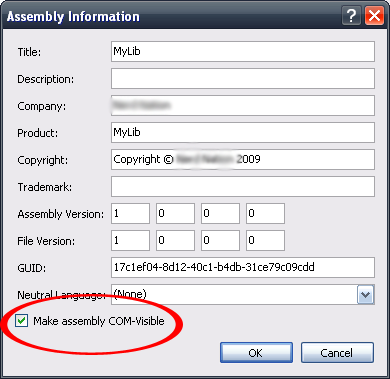 Assembly Information
Title: MyLib
Description:
Company:
Product: MyLib
Copyright: Copyright © 2009
Trademark:
Assembly Version: 1 0 0 0
File Version: 1 0 0 0
GUID: 17c1ef04-8d12-40c1-b4db-31ce79c09cdd
Neutral Language: (None)
Make assembly COM-Visible
OK Cancel